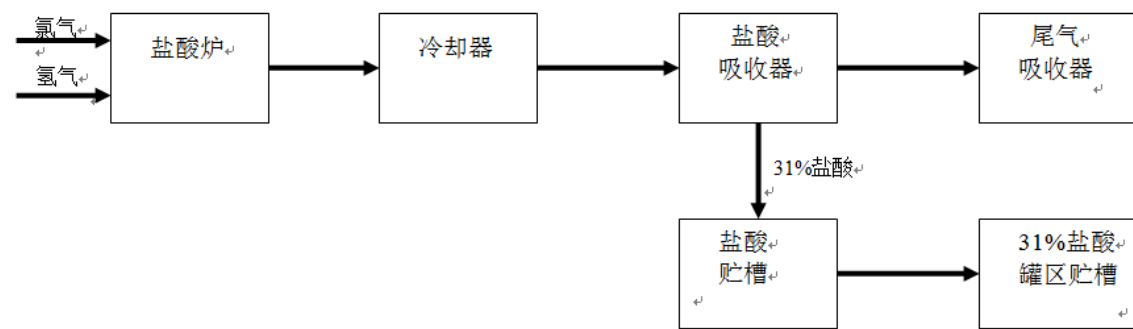 氯气
氢气
盐酸炉
冷却器
盐酸
吸收器
尾气
吸收器
31%盐酸
盐酸
贮槽
31%盐酸
罐区贮槽